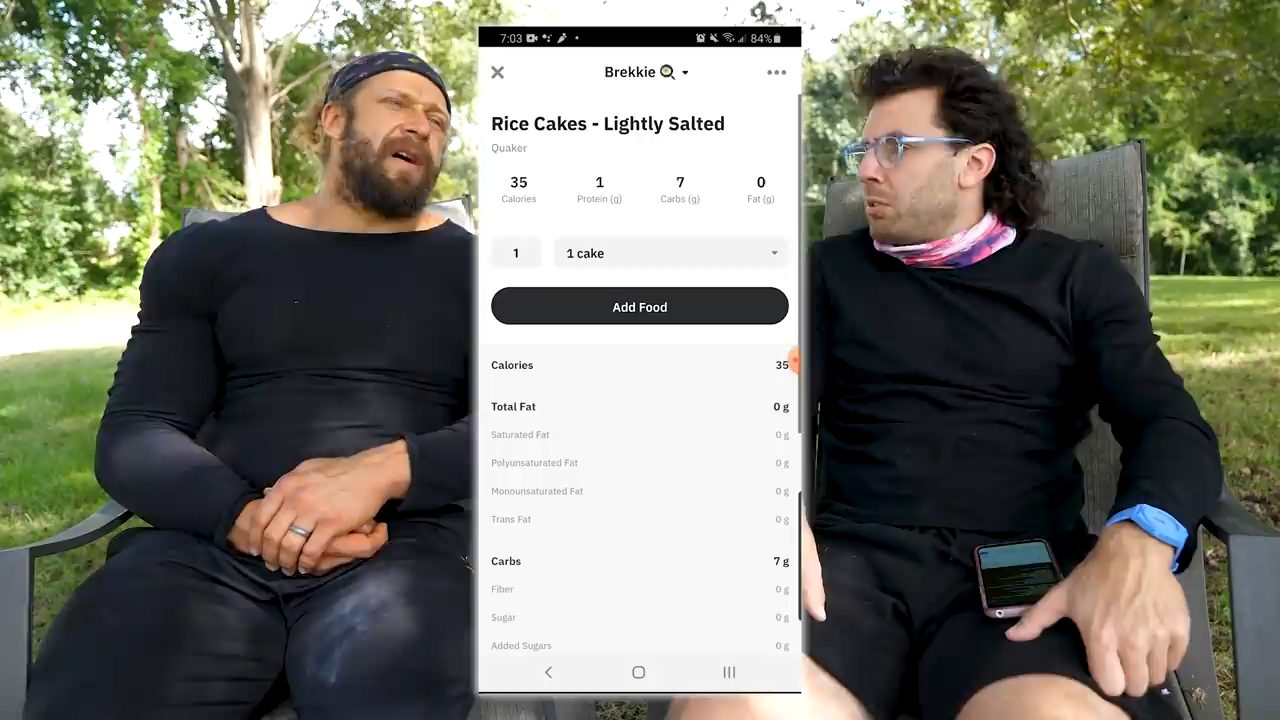 7:03
84%
Brekkie
Rice Cakes - Lightly Salted
Quaker
35 1 7 0
Calories Protein (g) Carbs (g) Fat (g)
1 1 cake
Add Food
Calories 35
Total Fat 0 g
Saturated Fat 0 g
Polyunsaturated Fat 0 g
Monounsaturated Fat 0 g
Trans Fat 0 g
Carbs 7 g
Fiber 0 g
Sugar 0 g
Added Sugars 0 g